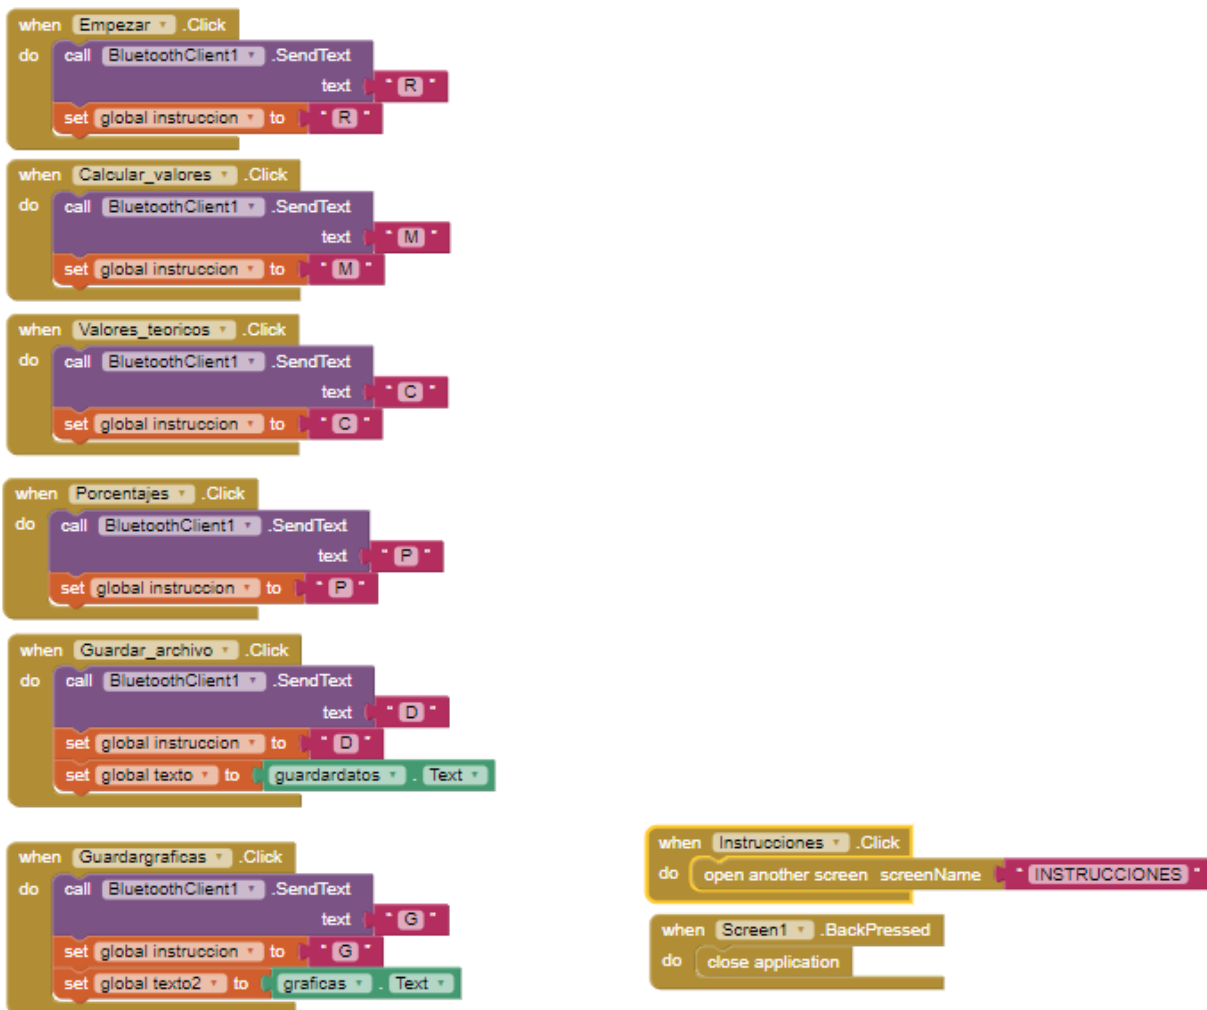 when Empezar .Click
do call BluetoothClient1 .SendText
text " R "
set global instruccion to " R "
when Calcular_valores .Click
do call BluetoothClient1 .SendText
text " M "
set global instruccion to " M "
when Valores_teoricos .Click
do call BluetoothClient1 .SendText
text " C "
set global instruccion to " C "
when Porcentajes .Click
do call BluetoothClient1 .SendText
text " P "
set global instruccion to " P "
when Guardar_archivo .Click
do call BluetoothClient1 .SendText
text " D "
set global instruccion to " D "
set global texto to guardardatos . Text
when Guardargraficas .Click
do call BluetoothClient1 .SendText
text " G "
set global instruccion to " G "
set global texto2 to graficas . Text
when Instrucciones .Click
do open another screen screenName " INSTRUCCIONES "
when Screen1 .BackPressed
do close application